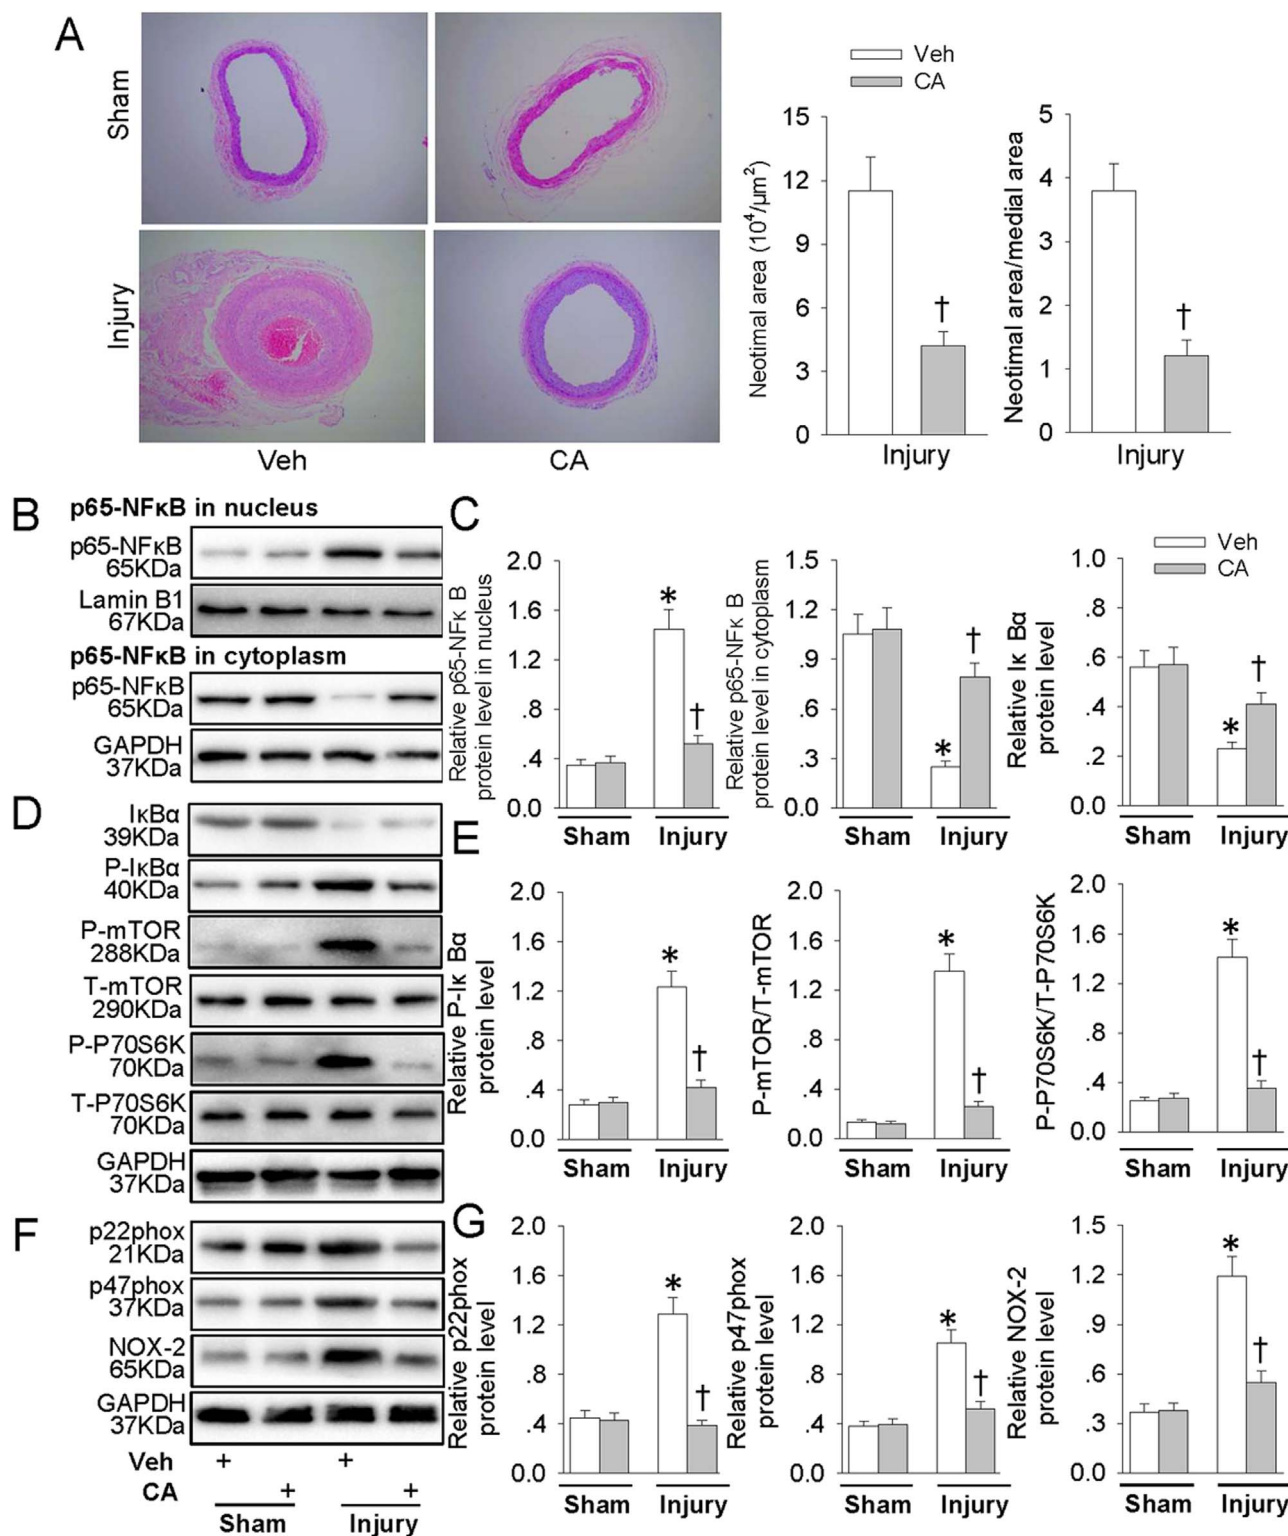 A
Sham
Injury
Veh
CA
Veh
CA
Neotimal area (10⁴/μm²)
15
12
9
6
3
0
Injury
Neotimal area/medial area
5
4
3
2
1
0
Injury
†
†
B
p65-NFκB in nucleus
p65-NFκB
65KDa
Lamin B1
67KDa
p65-NFκB in cytoplasm
p65-NFκB
65KDa
GAPDH
37KDa
C
Relative p65-NFκ B
protein level in nucleus
2.0
1.6
1.2
.8
.4
0.0
*
†
Sham
Injury
Relative p65-NFκ B
protein level in cytoplasm
1.5
1.2
.9
.6
.3
0.0
*
†
Sham
Injury
Veh
CA
Relative Iκ Bα
protein level
1.0
.8
.6
.4
.2
0.0
*
†
Sham
Injury
D
IκBα
39KDa
P-IκBα
40KDa
P-mTOR
288KDa
T-mTOR
290KDa
P-P70S6K
70KDa
T-P70S6K
70KDa
GAPDH
37KDa
E
Relative P-Iκ Bα
protein level
2.0
1.6
1.2
.8
.4
0.0
*
†
Sham
Injury
P-mTOR/T-mTOR
2.0
1.6
1.2
.8
.4
0.0
*
†
Sham
Injury
P-P70S6K/T-P70S6K
2.0
1.6
1.2
.8
.4
0.0
*
†
Sham
Injury
F
p22phox
21KDa
p47phox
37KDa
NOX-2
65KDa
GAPDH
37KDa
Veh + +
CA + +
Sham Injury
G
Relative p22phox
protein level
2.0
1.6
1.2
.8
.4
0.0
*
†
Sham
Injury
Relative p47phox
protein level
2.0
1.6
1.2
.8
.4
0.0
*
†
Sham
Injury
Relative NOX-2
protein level
1.5
1.2
.9
.6
.3
0.0
*
†
Sham
Injury